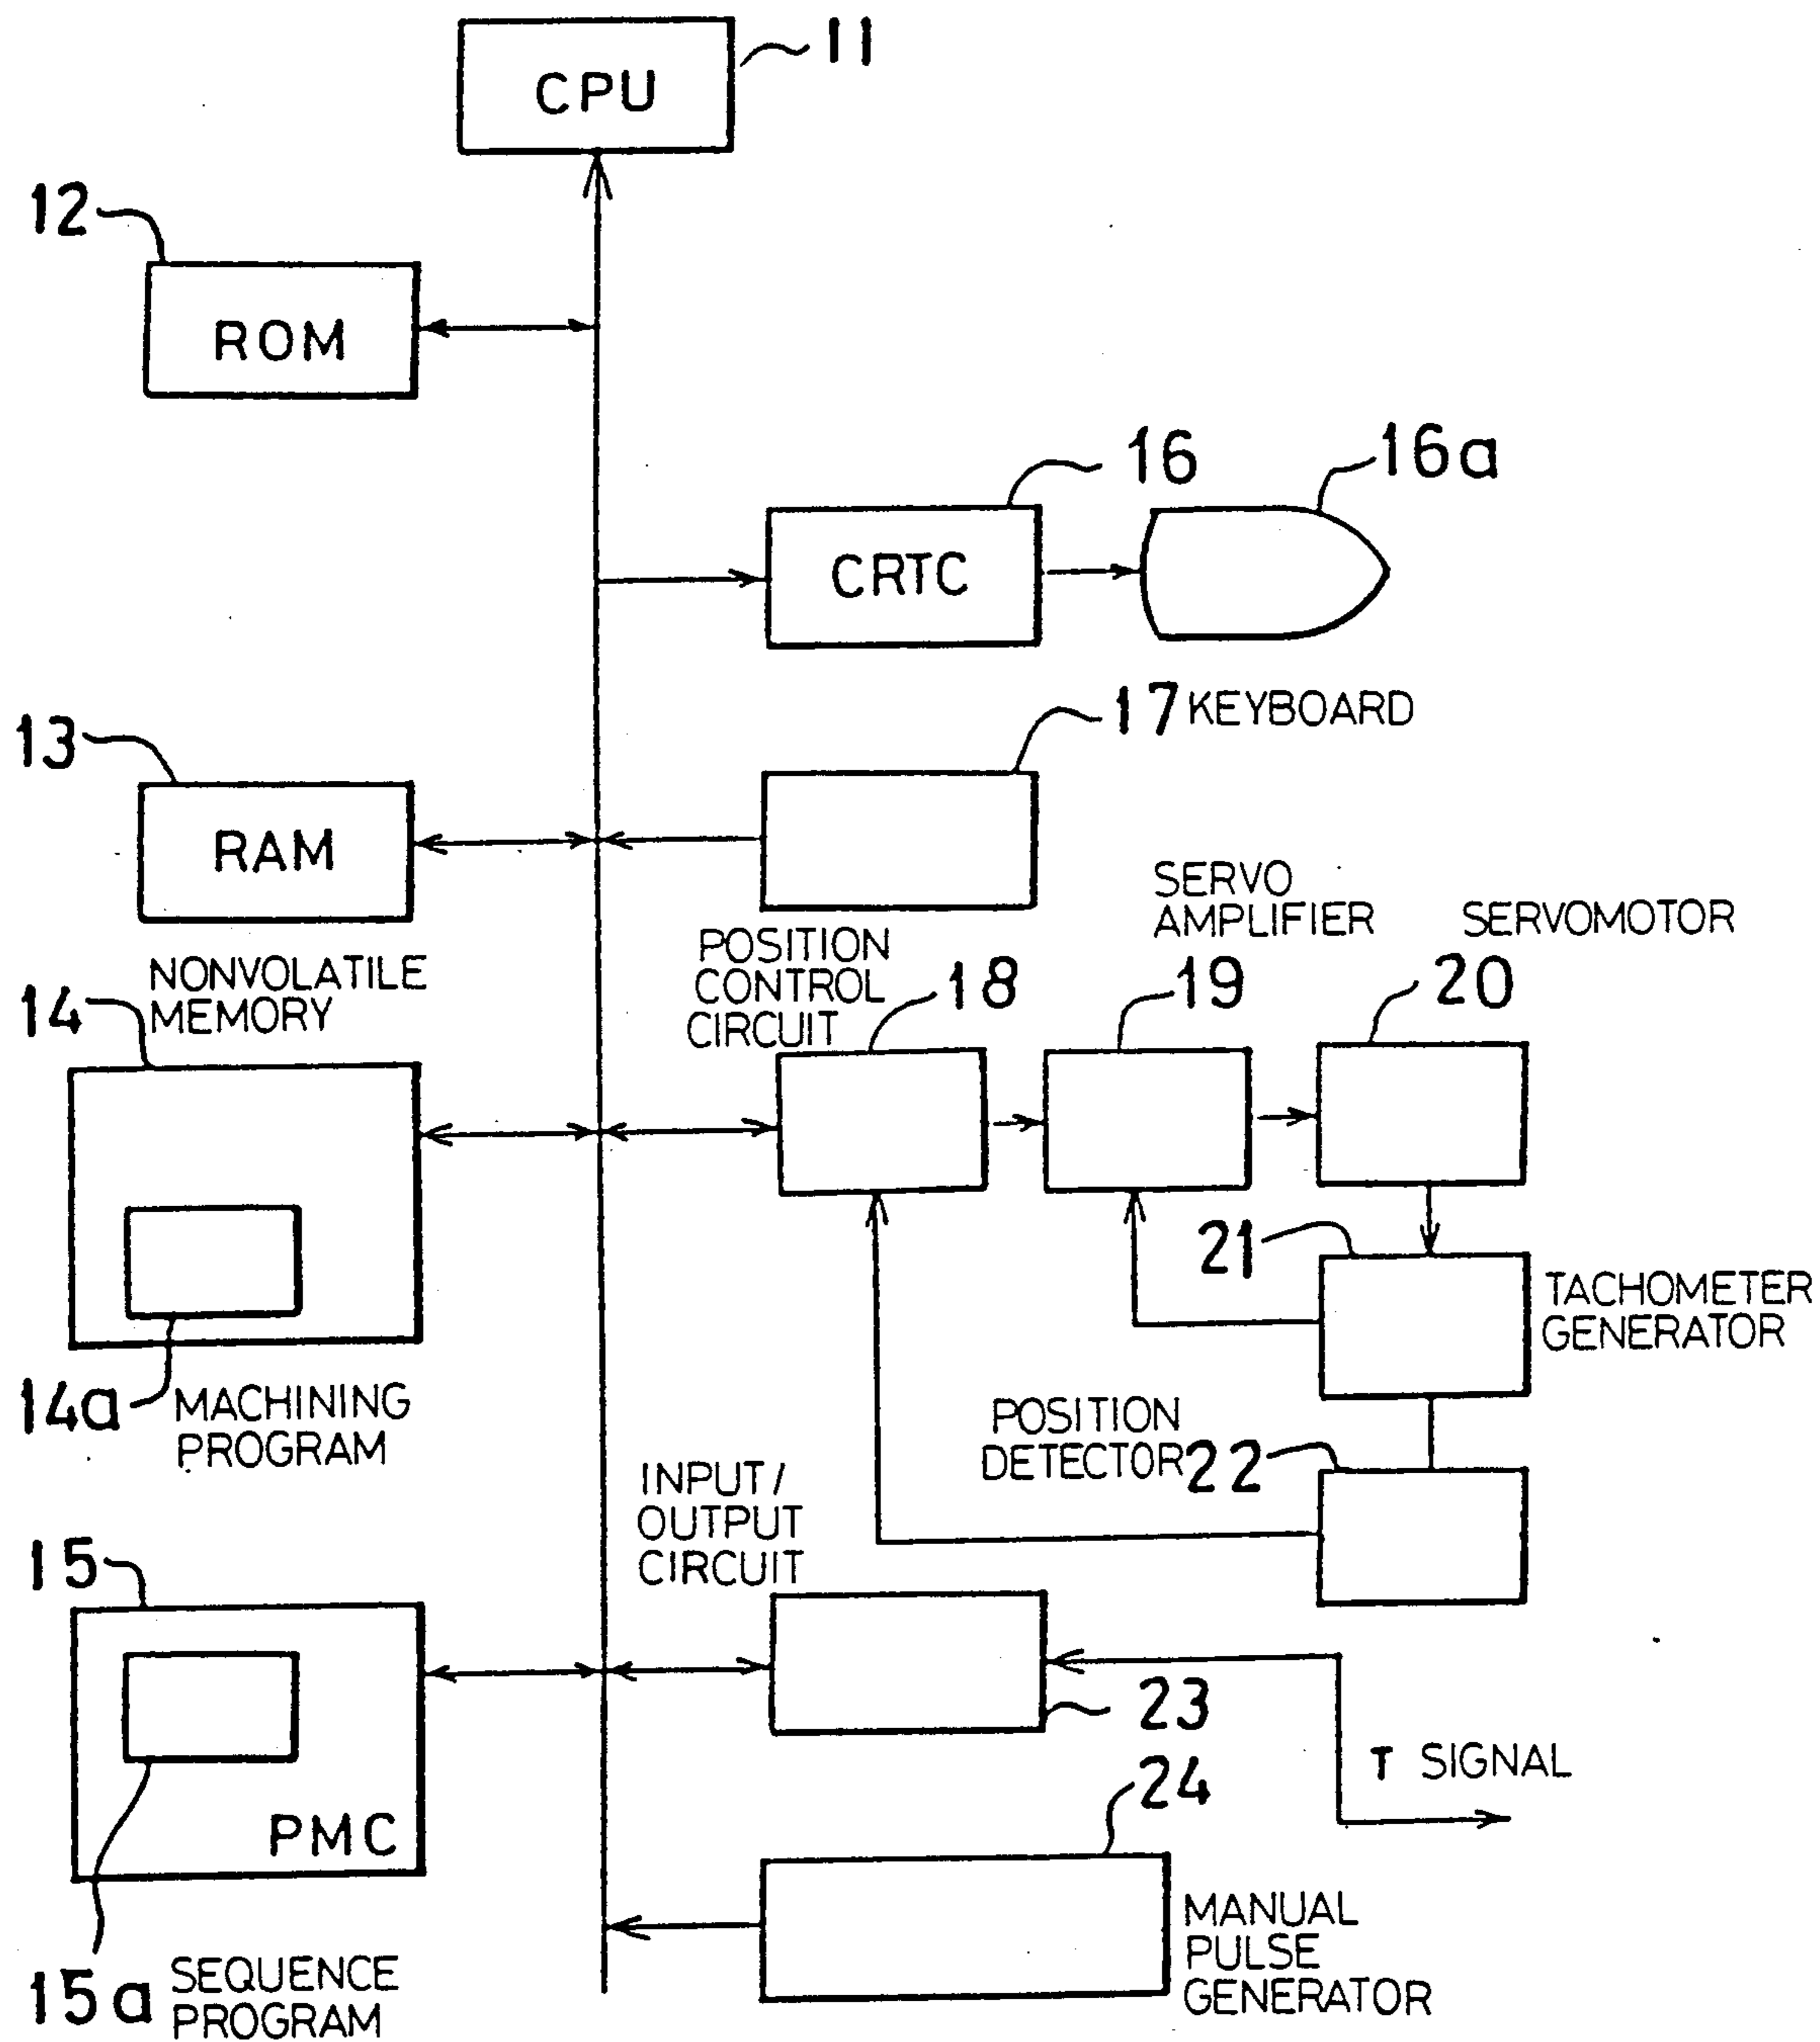 11
CPU
12
ROM
16
16a
CRTC
17 KEYBOARD
13
RAM
SERVO
AMPLIFIER
SERVOMOTOR
POSITION
CONTROL
CIRCUIT
18
19
20
NONVOLATILE
MEMORY
14
21
TACHOMETER
GENERATOR
14a MACHINING
PROGRAM
POSITION
DETECTOR 22
INPUT/
OUTPUT
CIRCUIT
15
23
T SIGNAL
PMC
24
MANUAL
PULSE
GENERATOR
15a SEQUENCE
PROGRAM